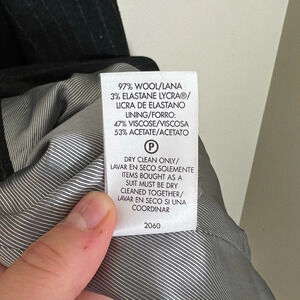 97% WOOL/LANA
3% ELASTANE LYCRA®/
LICRA DE ELASTANO
LINING/FORRO:
47% VISCOSE/VISCOSA
53% ACETATE/ACETATO
P
DRY CLEAN ONLY/
LAVAR EN SECO SOLEMENTE
ITEMS BOUGHT AS A
SUIT MUST BE DRY
CLEANED TOGETHER/
LAVAR EN SECO SI UNA
COORDINAR
2060